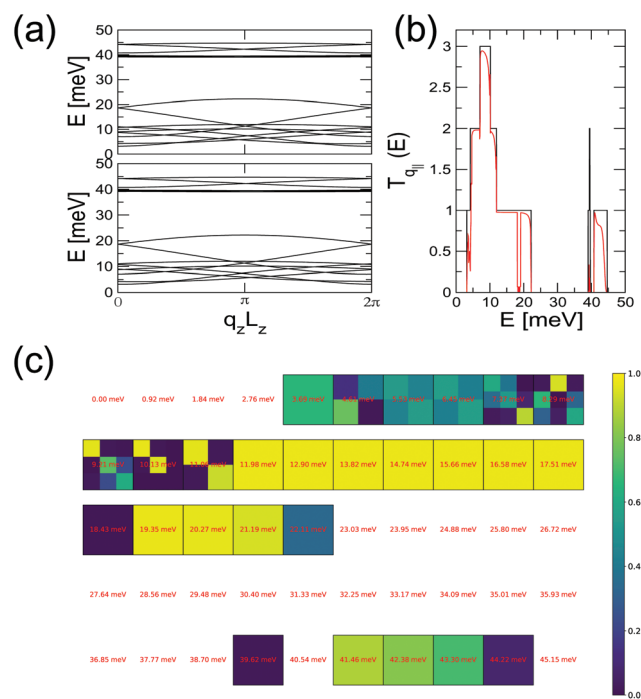 (a)
50
40
30
20
10
0
E [meV]
50
40
30
20
10
0
E [meV]
0 π 2π
q_z L_z
(b)
3
2
1
0
T_q|| (E)
0 10 20 30 40 50
E [meV]
(c)
0.00 meV 0.92 meV 1.84 meV 2.76 meV 3.69 meV 8.29 meV
9.21 meV 10.13 meV 11.98 meV 12.90 meV 13.82 meV 14.74 meV 15.66 meV 16.58 meV 17.51 meV
18.43 meV 19.35 meV 20.27 meV 21.19 meV 23.03 meV 23.95 meV 24.88 meV 25.80 meV 26.72 meV
27.64 meV 28.56 meV 29.48 meV 30.40 meV 31.33 meV 32.25 meV 33.17 meV 34.09 meV 35.01 meV 35.93 meV
36.85 meV 37.77 meV 38.70 meV 39.62 meV 40.54 meV 41.46 meV 42.38 meV 43.30 meV 44.22 meV 45.15 meV
1.0
0.8
0.6
0.4
0.2
0.0